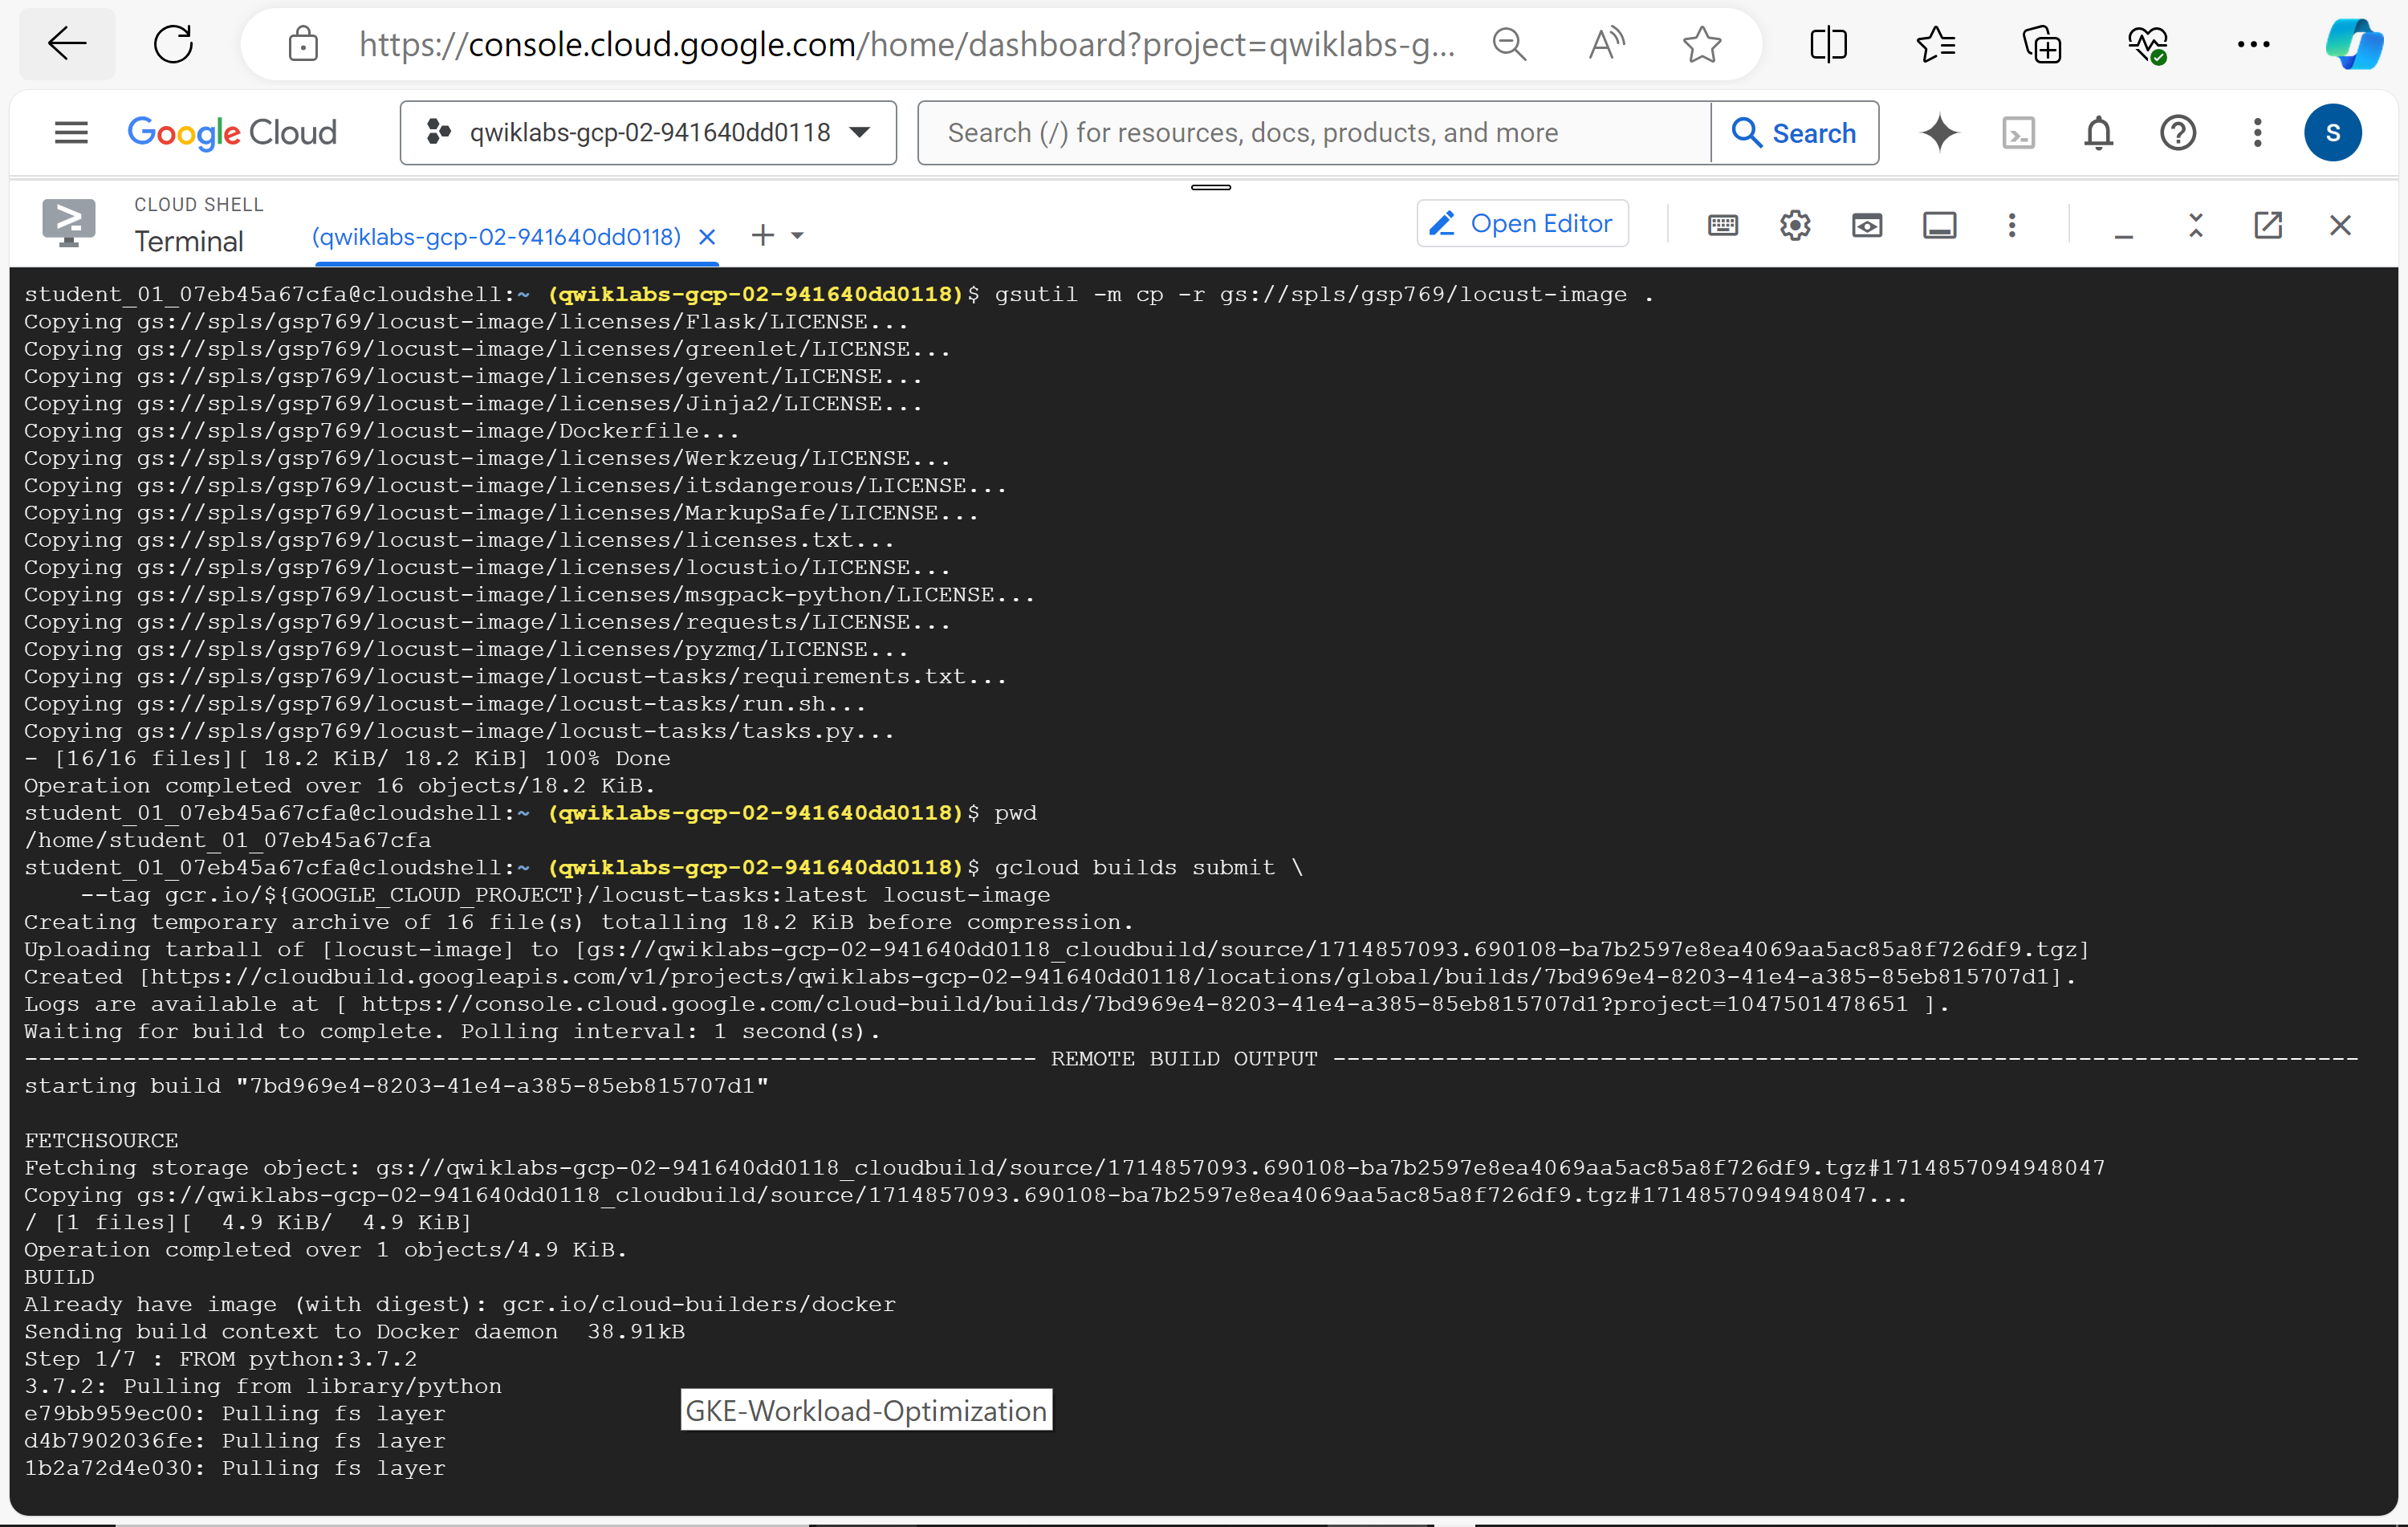 https://console.cloud.google.com/home/dashboard?project=qwiklabs-g...
Google Cloud
qwiklabs-gcp-02-941640dd0118
Search (/) for resources, docs, products, and more
Search
S
CLOUD SHELL
Terminal
(qwiklabs-gcp-02-941640dd0118)
Open Editor
student_01_07eb45a67cfa@cloudshell:~ (qwiklabs-gcp-02-941640dd0118)$ gsutil -m cp -r gs://spls/gsp769/locust-image .
Copying gs://spls/gsp769/locust-image/licenses/Flask/LICENSE...
Copying gs://spls/gsp769/locust-image/licenses/greenlet/LICENSE...
Copying gs://spls/gsp769/locust-image/licenses/gevent/LICENSE...
Copying gs://spls/gsp769/locust-image/licenses/Jinja2/LICENSE...
Copying gs://spls/gsp769/locust-image/Dockerfile...
Copying gs://spls/gsp769/locust-image/licenses/Werkzeug/LICENSE...
Copying gs://spls/gsp769/locust-image/licenses/itsdangerous/LICENSE...
Copying gs://spls/gsp769/locust-image/licenses/MarkupSafe/LICENSE...
Copying gs://spls/gsp769/locust-image/licenses/licenses.txt...
Copying gs://spls/gsp769/locust-image/licenses/locustio/LICENSE...
Copying gs://spls/gsp769/locust-image/licenses/msgpack-python/LICENSE...
Copying gs://spls/gsp769/locust-image/licenses/requests/LICENSE...
Copying gs://spls/gsp769/locust-image/licenses/pyzmq/LICENSE...
Copying gs://spls/gsp769/locust-image/locust-tasks/requirements.txt...
Copying gs://spls/gsp769/locust-image/locust-tasks/run.sh...
Copying gs://spls/gsp769/locust-image/locust-tasks/tasks.py...
- [16/16 files][ 18.2 KiB/ 18.2 KiB] 100% Done
Operation completed over 16 objects/18.2 KiB.
student_01_07eb45a67cfa@cloudshell:~ (qwiklabs-gcp-02-941640dd0118)$ pwd
/home/student_01_07eb45a67cfa
student_01_07eb45a67cfa@cloudshell:~ (qwiklabs-gcp-02-941640dd0118)$ gcloud builds submit \
    --tag gcr.io/${GOOGLE_CLOUD_PROJECT}/locust-tasks:latest locust-image
Creating temporary archive of 16 file(s) totalling 18.2 KiB before compression.
Uploading tarball of [locust-image] to [gs://qwiklabs-gcp-02-941640dd0118_cloudbuild/source/1714857093.690108-ba7b2597e8ea4069aa5ac85a8f726df9.tgz]
Created [https://cloudbuild.googleapis.com/v1/projects/qwiklabs-gcp-02-941640dd0118/locations/global/builds/7bd969e4-8203-41e4-a385-85eb815707d1].
Logs are available at [ https://console.cloud.google.com/cloud-build/builds/7bd969e4-8203-41e4-a385-85eb815707d1?project=1047501478651 ].
Waiting for build to complete. Polling interval: 1 second(s).
------------------------------------------------------------------------ REMOTE BUILD OUTPUT -------------------------------------------------------------------------
starting build "7bd969e4-8203-41e4-a385-85eb815707d1"
FETCHSOURCE
Fetching storage object: gs://qwiklabs-gcp-02-941640dd0118_cloudbuild/source/1714857093.690108-ba7b2597e8ea4069aa5ac85a8f726df9.tgz#1714857094948047
Copying gs://qwiklabs-gcp-02-941640dd0118_cloudbuild/source/1714857093.690108-ba7b2597e8ea4069aa5ac85a8f726df9.tgz#1714857094948047...
/ [1 files][  4.9 KiB/  4.9 KiB]
Operation completed over 1 objects/4.9 KiB.
BUILD
Already have image (with digest): gcr.io/cloud-builders/docker
Sending build context to Docker daemon  38.91kB
Step 1/7 : FROM python:3.7.2
3.7.2: Pulling from library/python
e79bb959ec00: Pulling fs layer
GKE-Workload-Optimization
d4b7902036fe: Pulling fs layer
1b2a72d4e030: Pulling fs layer